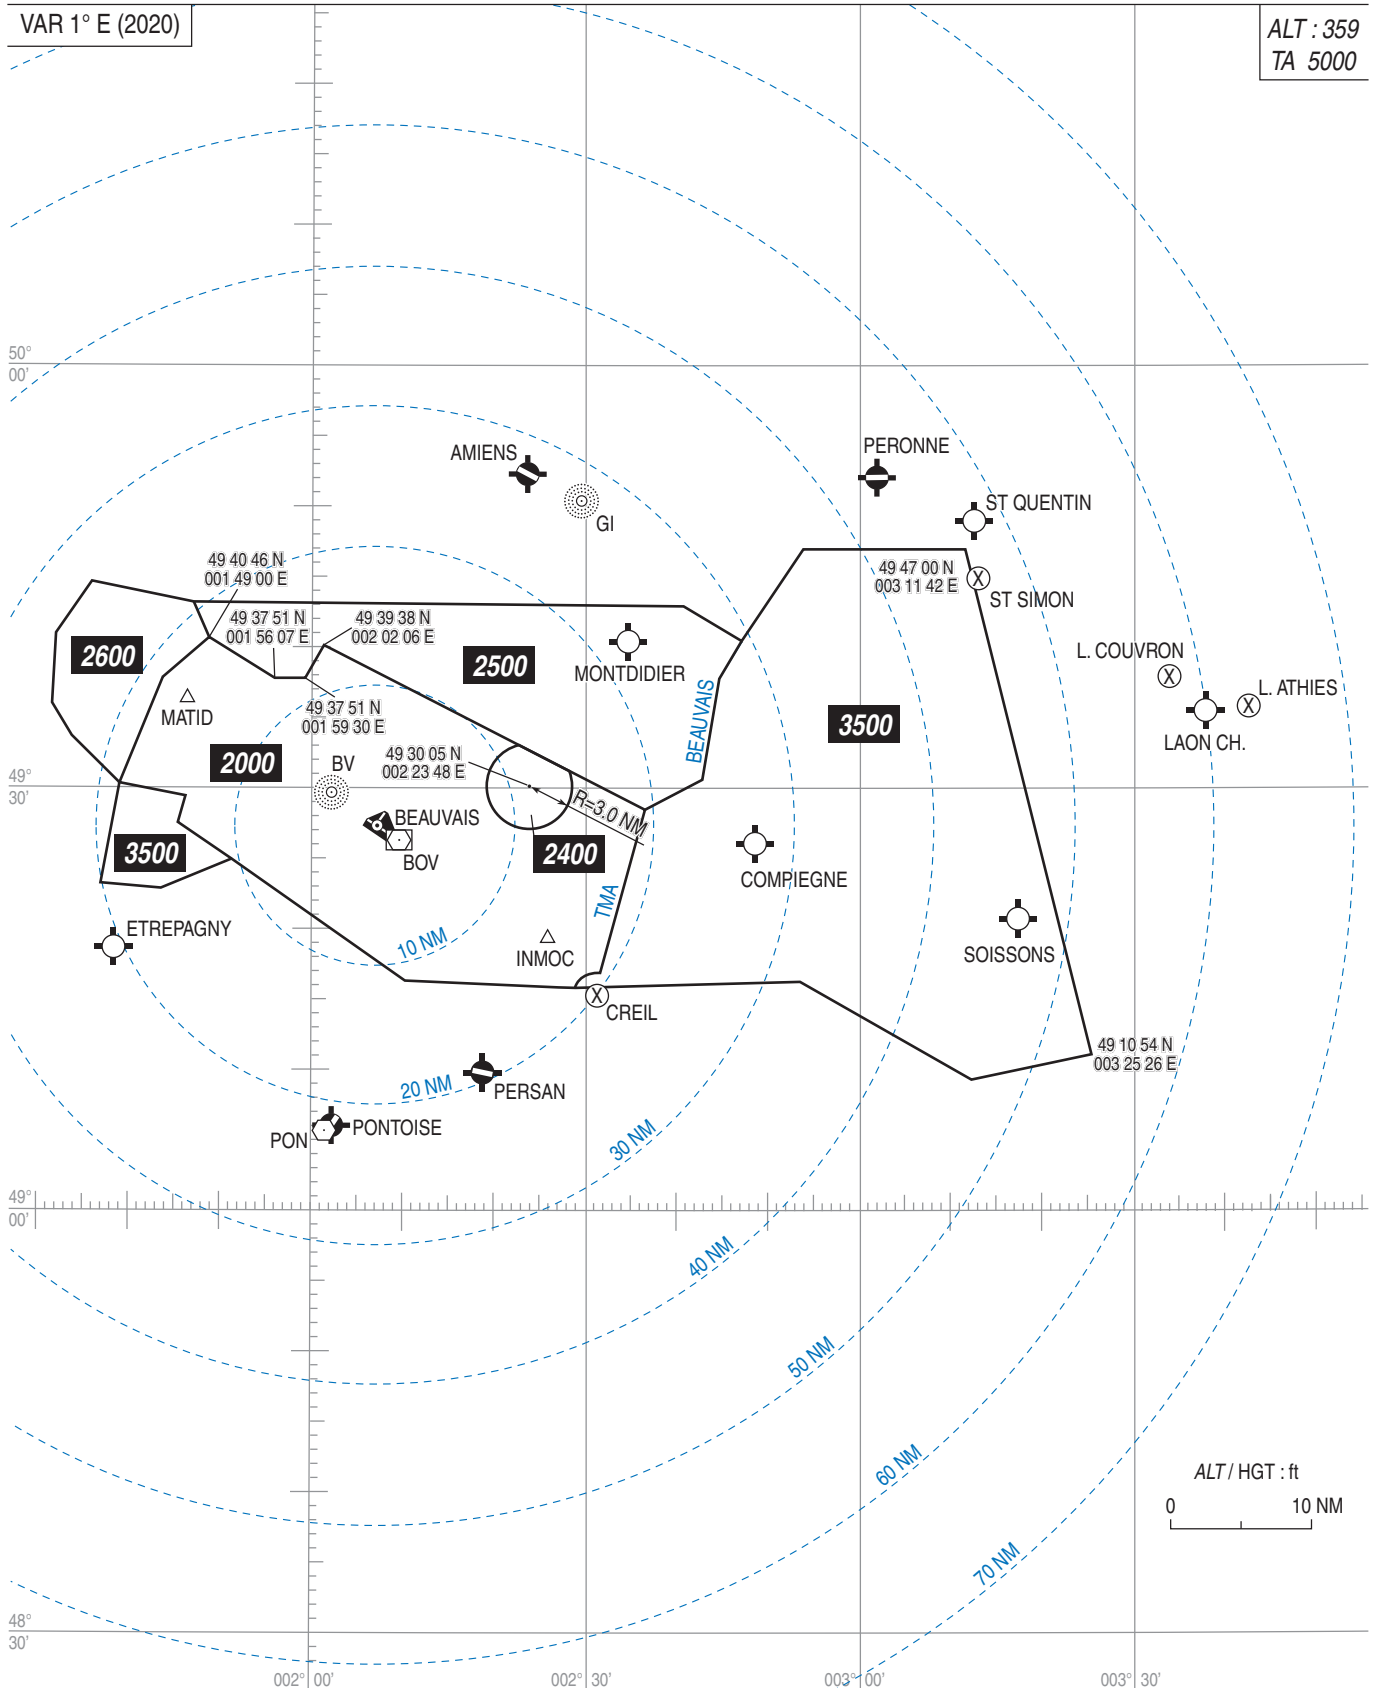 VAR 1° E (2020)
ALT : 359
TA 5000
50°
00'
AMIENS
GI
PERONNE
ST QUENTIN
49 40 46 N
001 49 00 E
49 47 00 N
003 11 42 E
ST SIMON
49 37 51 N
001 56 07 E
49 39 38 N
002 02 06 E
2600
2500
MONTDIDIER
L. COUVRON
L. ATHIES
MATID
49 37 51 N
001 59 30 E
BEAUVAIS
3500
LAON CH.
2000
BV
49 30 05 N
002 23 48 E
49°
30'
R=3.0 NM
BEAUVAIS
BOV
3500
2400
COMPIEGNE
TMA
ETREPAGNY
10 NM
INMOC
SOISSONS
CREIL
49 10 54 N
003 25 26 E
20 NM
PERSAN
PON
PONTOISE
30 NM
49°
00'
40 NM
50 NM
60 NM
ALT / HGT : ft
0 10 NM
70 NM
48°
30'
002° 00' 002° 30' 003° 00' 003° 30'